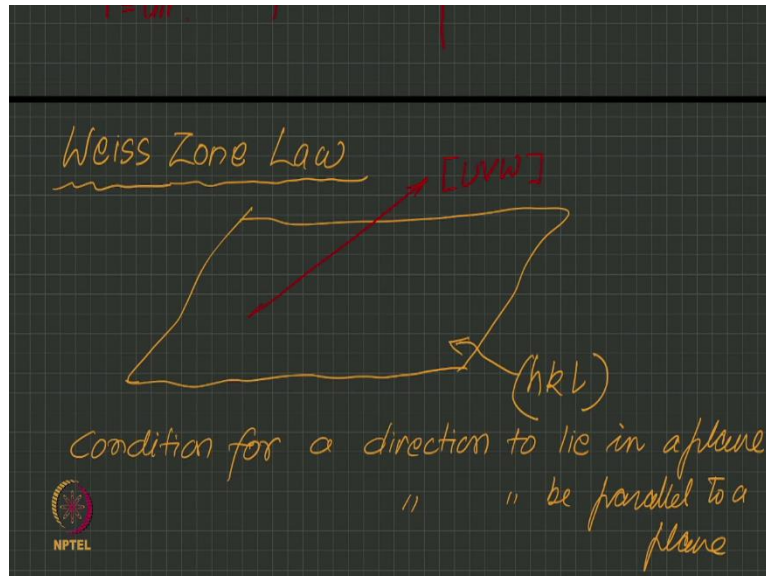 Weiss Zone Law
[UVW]
(hkl)
Condition for a direction to lie in a plane
" " be parallel to a
plane
NPTEL